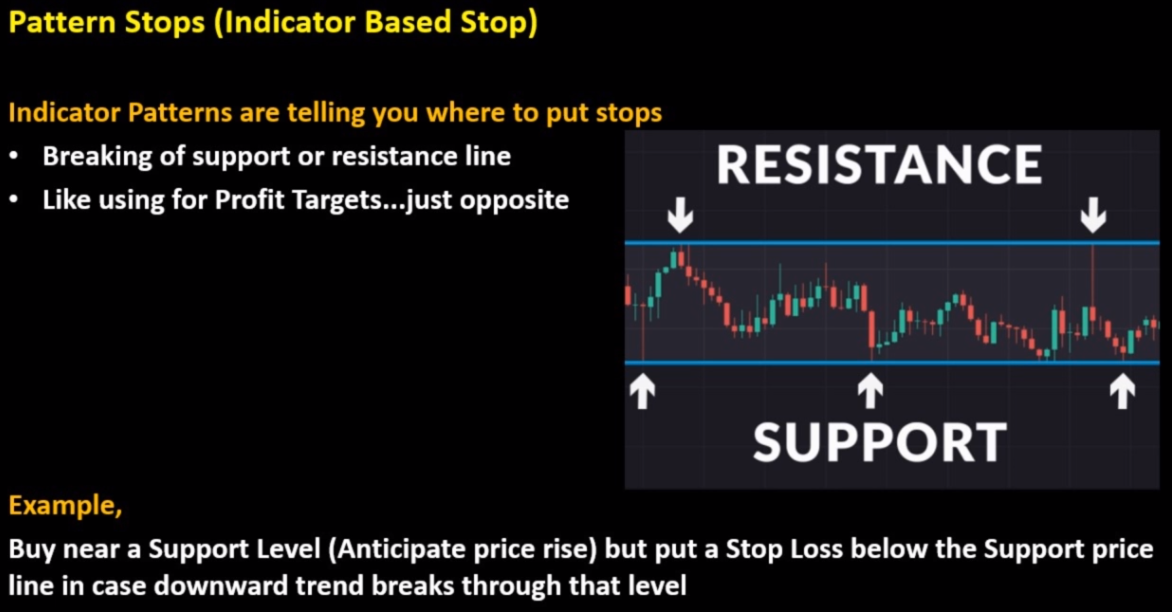 Pattern Stops (Indicator Based Stop)
Indicator Patterns are telling you where to put stops
• Breaking of support or resistance line
• Like using for Profit Targets...just opposite
RESISTANCE
SUPPORT
Example,
Buy near a Support Level (Anticipate price rise) but put a Stop Loss below the Support price
line in case downward trend breaks through that level